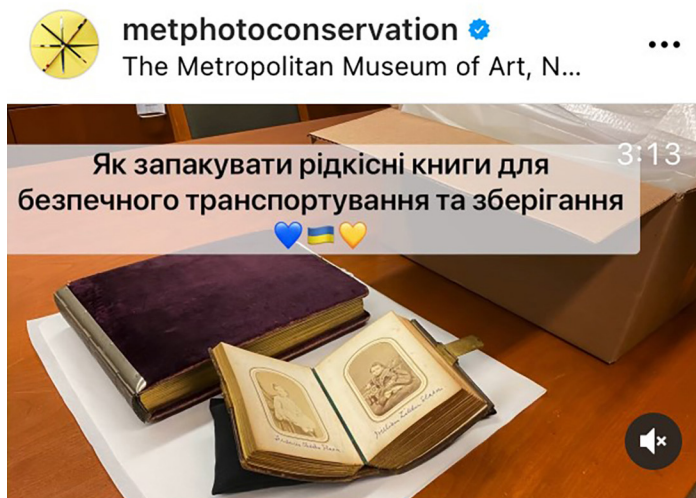 metphotoconservation
The Metropolitan Museum of Art, N...
3:13
Як запакувати рідкісні книги для
безпечного транспортування та зберігання
💙🇺🇦💛